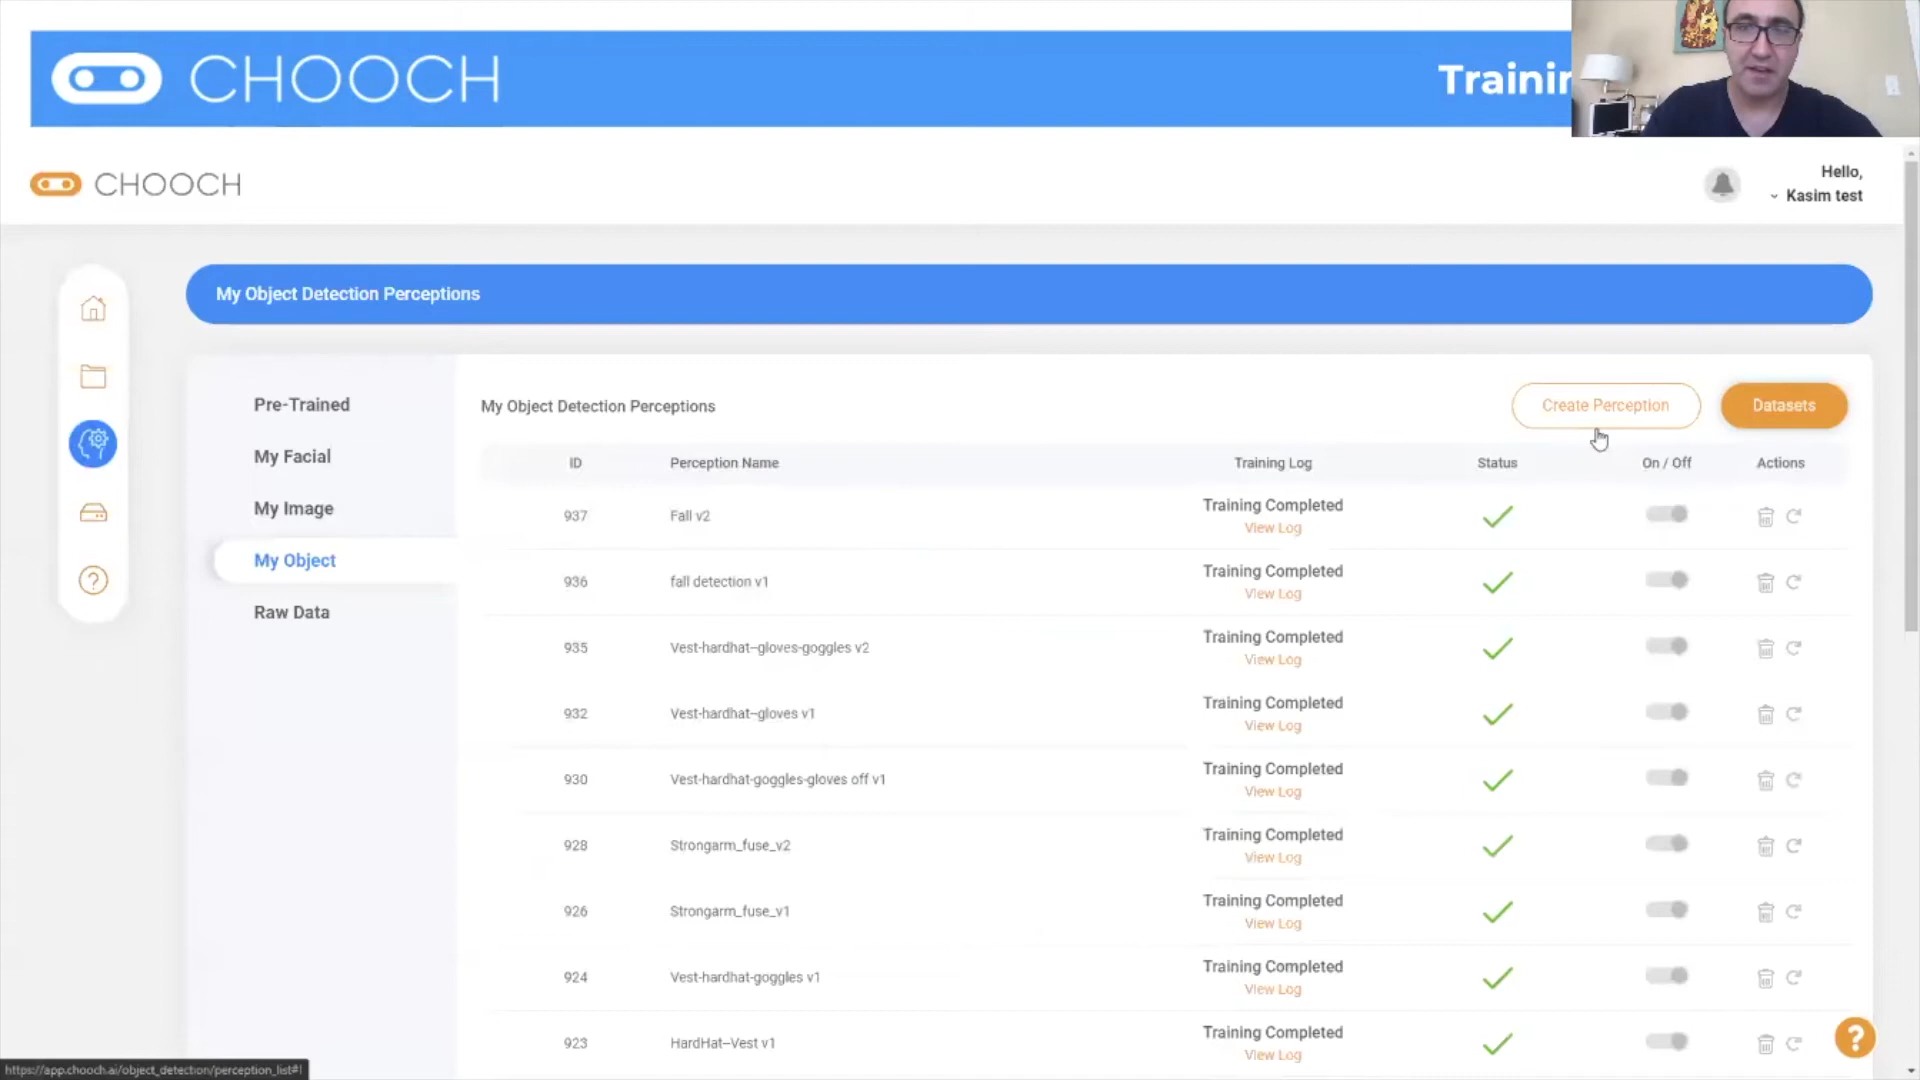 CHOOCH
Trainin
CHOOCH
Hello,
Kasim test
My Object Detection Perceptions
Pre-Trained
My Facial
My Image
My Object
Raw Data
My Object Detection Perceptions
Create Perception
Datasets
ID Perception Name Training Log Status On / Off Actions
937 Fall v2 Training Completed
View Log
936 fall detection v1 Training Completed
View Log
935 Vest-hardhat--gloves-goggles v2 Training Completed
View Log
932 Vest-hardhat--gloves v1 Training Completed
View Log
930 Vest-hardhat-goggles-gloves off v1 Training Completed
View Log
928 Strongarm_fuse_v2 Training Completed
View Log
926 Strongarm_fuse_v1 Training Completed
View Log
924 Vest-hardhat-goggles v1 Training Completed
View Log
923 HardHat--Vest v1 Training Completed
View Log
?
?
https://app.chooch.ai/object_detection/perception_list#!